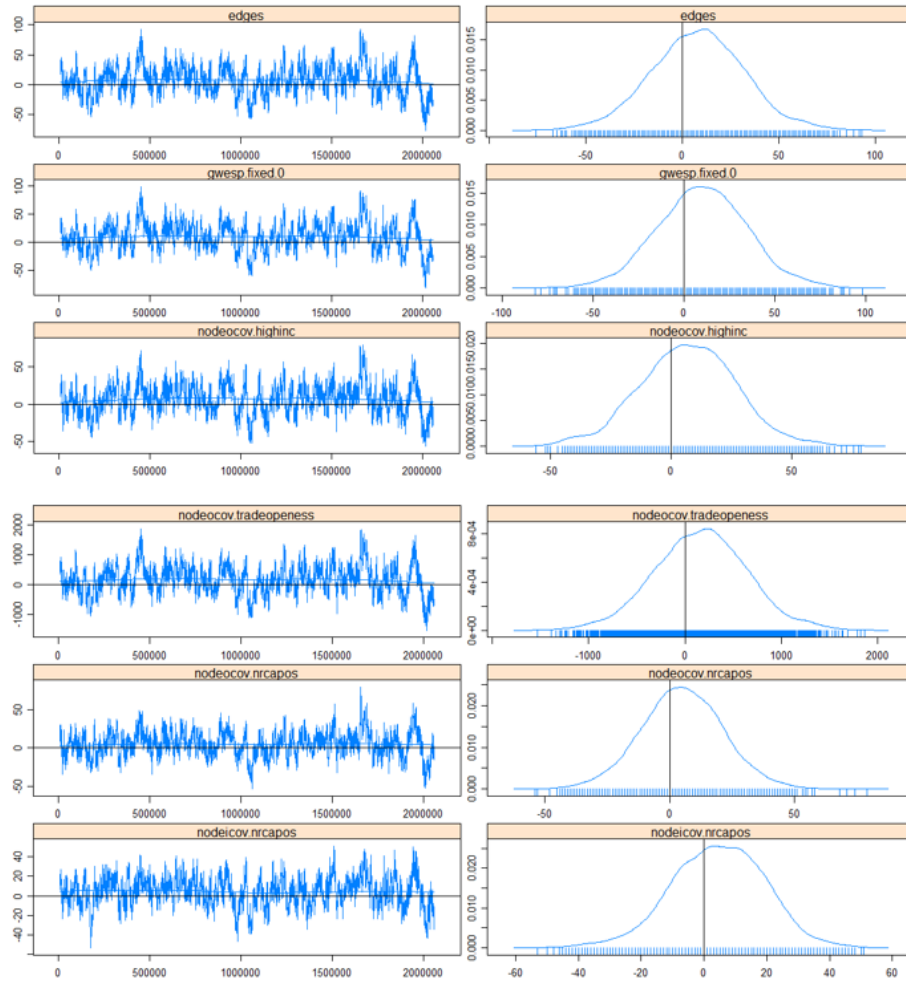 edges edges
100
50
0
-50
0.015
0.010
0.005
0.000
0 500000 1000000 1500000 2000000 -50 0 50 100
gwesp.fixed.0 gwesp.fixed.0
100
50
0
-50
0.015
0.010
0.005
0.000
0 500000 1000000 1500000 2000000 -100 -50 0 50 100
nodeocov.highinc nodeocov.highinc
50
0
-50
0 500000 1000000 1500000 2000000 -50 0 50
nodeocov.tradeopeness nodeocov.tradeopeness
2000
1000
0
-1000
8e-04
4e-04
0e+00
0 500000 1000000 1500000 2000000 -1000 0 1000 2000
nodeocov.nrcapos nodeocov.nrcapos
50
0
-50
0.020
0.010
0.000
0 500000 1000000 1500000 2000000 -50 0 50
nodeicov.nrcapos nodeicov.nrcapos
40
20
0
-20
-40
0.020
0.010
0.000
0 500000 1000000 1500000 2000000 -60 -40 -20 0 20 40 60